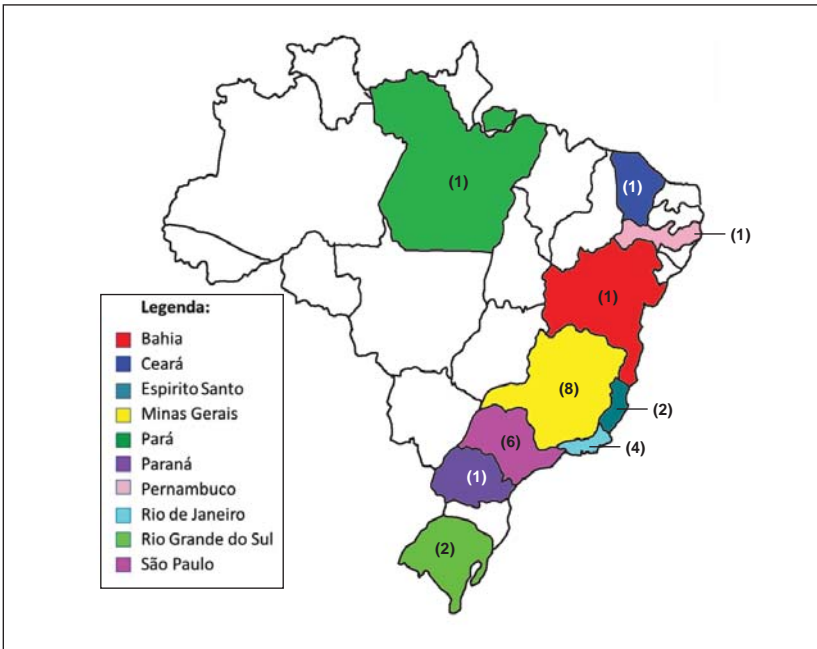 (1)
(1)
(1)
(1)
Legenda:
Bahia
Ceará
Espirito Santo
Minas Gerais
Pará
Paraná
Pernambuco
Rio de Janeiro
Rio Grande do Sul
São Paulo
(8)
(2)
(6)
(4)
(1)
(2)